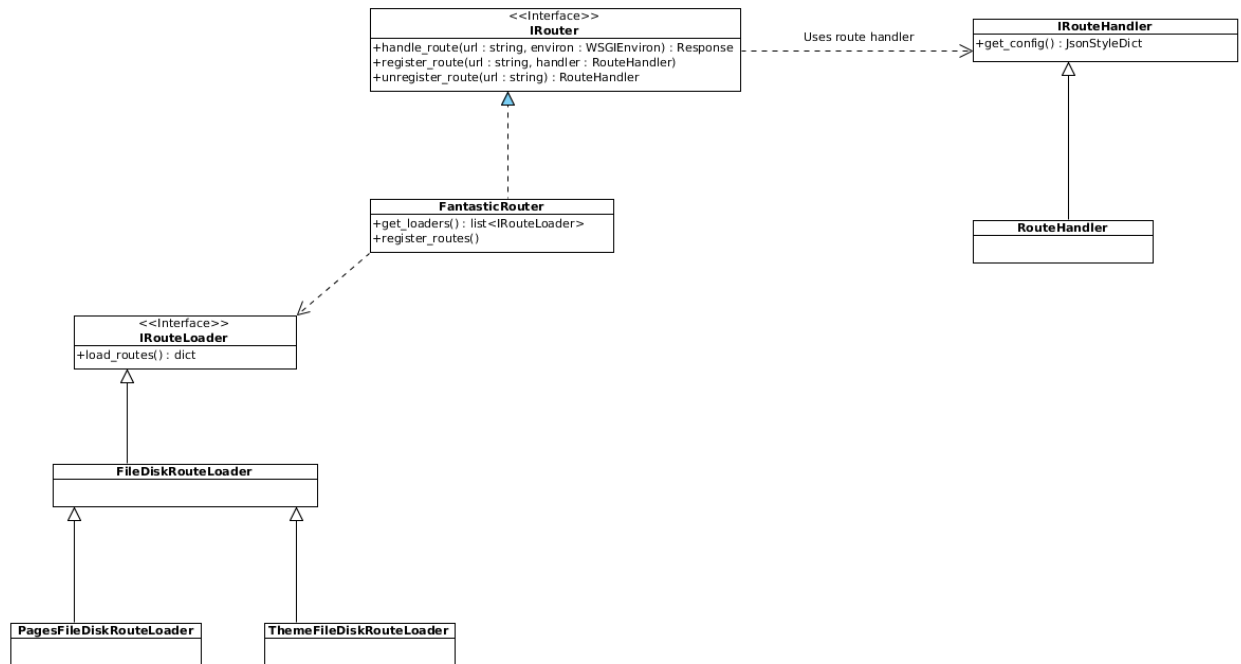 <<Interface>>
IRouter
+handle_route(url : string, environ : WSGIEnviron) : Response
+register_route(url : string, handler : RouteHandler)
+unregister_route(url : string) : RouteHandler
Uses route handler
IRouteHandler
+get_config() : JsonStyleDict
FantasticRouter
+get_loaders() : list<IRouteLoader>
+register_routes()
RouteHandler
<<Interface>>
IRouteLoader
+load_routes() : dict
FileDiskRouteLoader
PagesFileDiskRouteLoader
ThemeFileDiskRouteLoader